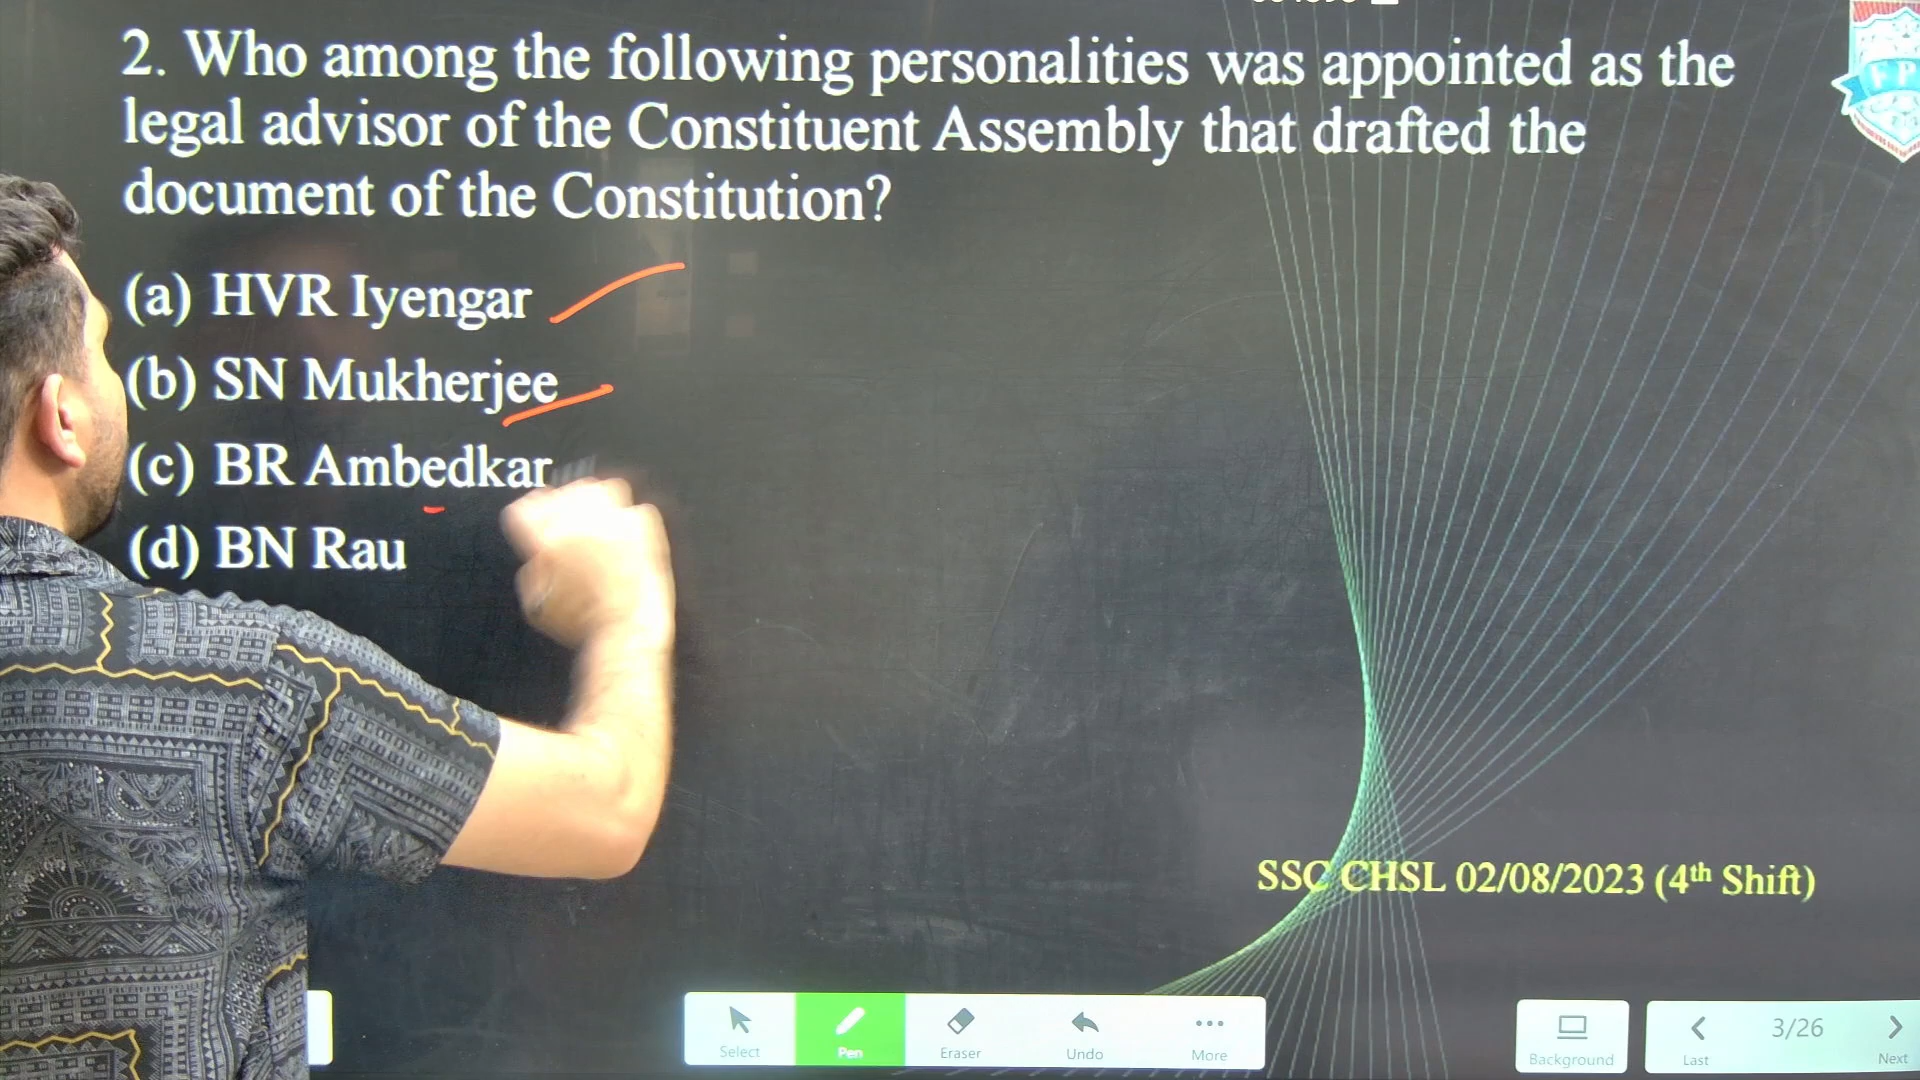 2. Who among the following personalities was appointed as the
legal advisor of the Constituent Assembly that drafted the
document of the Constitution?
(a) HVR Iyengar
(b) SN Mukherjee
(c) BR Ambedkar
(d) BN Rau
SSC CHSL 02/08/2023 (4th Shift)
Select
Pen
Eraser
Undo
More
Background
Last
3/26
Next